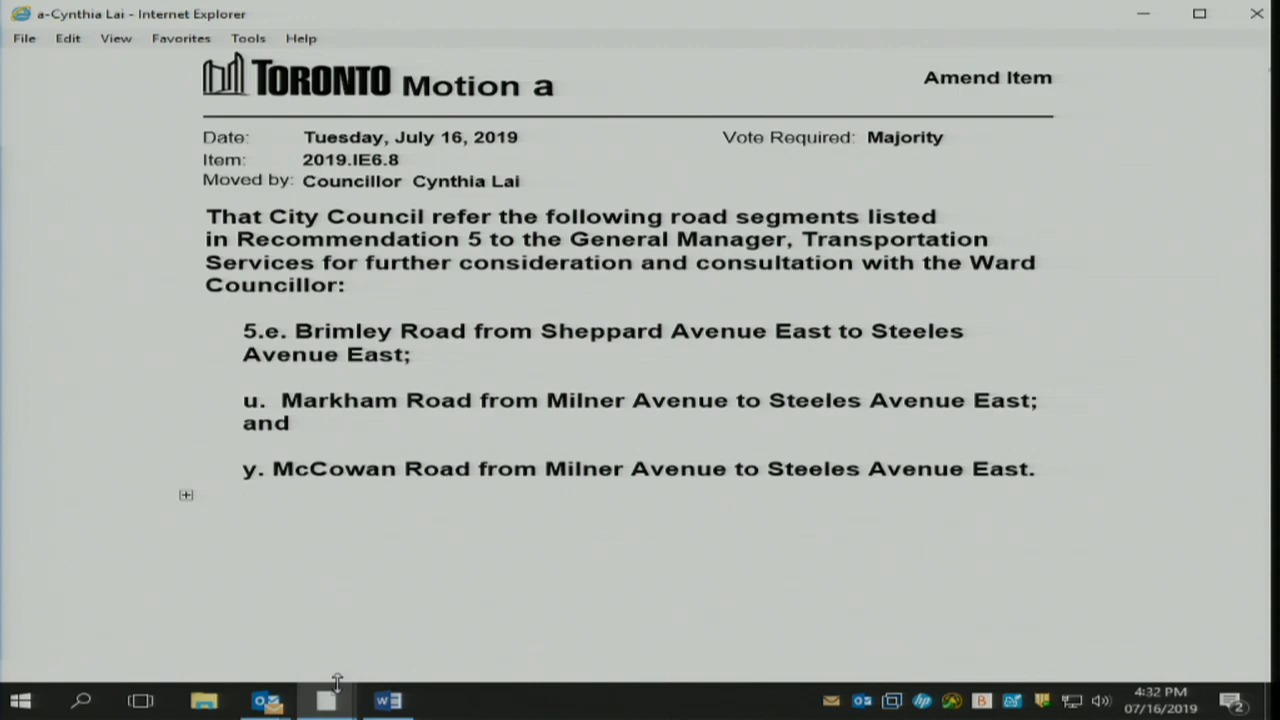 a-Cynthia Lai - Internet Explorer
File Edit View Favorites Tools Help
TORONTO Motion a
Amend Item
Date: Tuesday, July 16, 2019
Vote Required: Majority
Item: 2019.IE6.8
Moved by: Councillor Cynthia Lai
That City Council refer the following road segments listed
in Recommendation 5 to the General Manager, Transportation
Services for further consideration and consultation with the Ward
Councillor:
5.e. Brimley Road from Sheppard Avenue East to Steeles
Avenue East;
u. Markham Road from Milner Avenue to Steeles Avenue East;
and
y. McCowan Road from Milner Avenue to Steeles Avenue East.
4:32 PM
07/16/2019
2